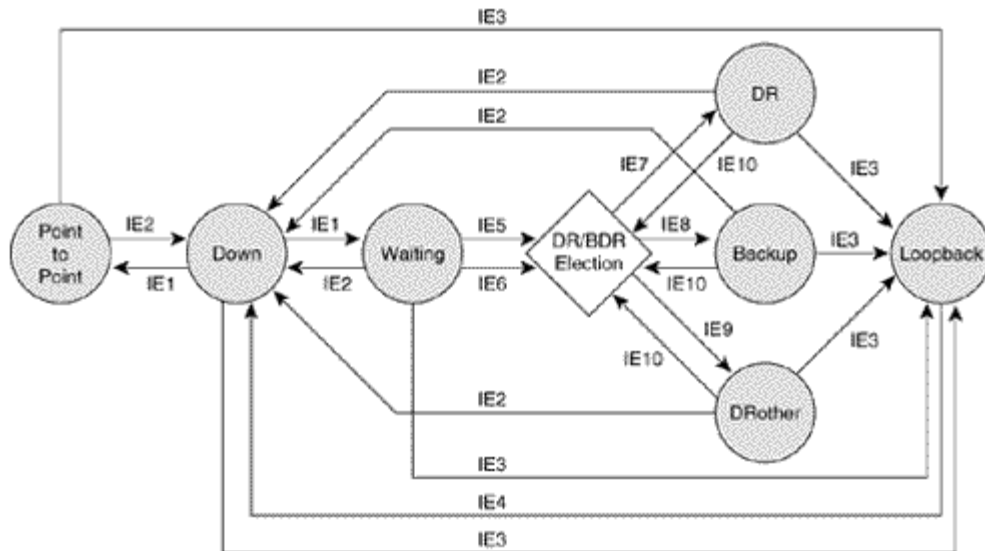 IE3
IE2
DR
IE2
IE7
IE10
IE3
Point
to
Point
IE2
IE1
Down
IE1
IE2
Waiting
IE5
IE6
DR/BDR
Election
IE8
IE10
Backup
IE3
Loopback
IE9
IE10
IE3
IE2
DRother
IE3
IE4
IE3